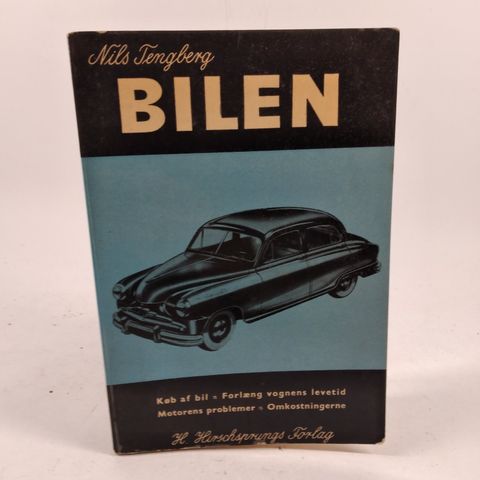 Nils Tengberg
BILEN
Køb af bil = Forlæng vognens levetid
Motorens problemer = Omkostningerne
H. Hirschsprungs Forlag